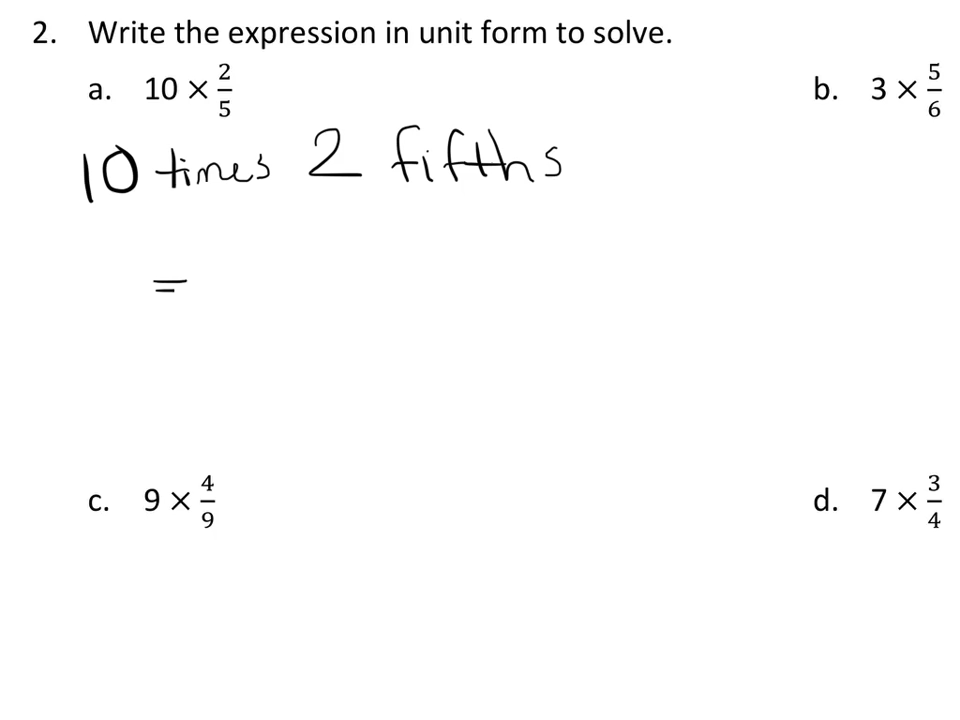 2. Write the expression in unit form to solve.
a. 10 × 2/5
b. 3 × 5/6
10 times 2 fifths
=
c. 9 × 4/9
d. 7 × 3/4